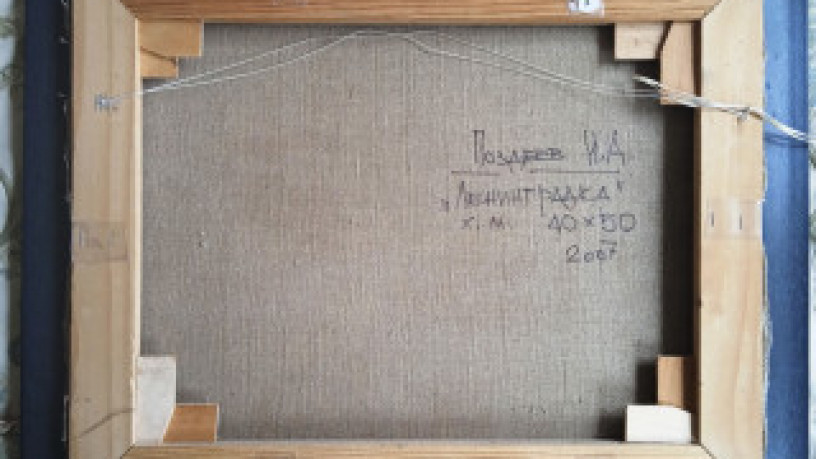 Поздеев И.Д.
„Ленинградка"
х.м. 40×50
2007